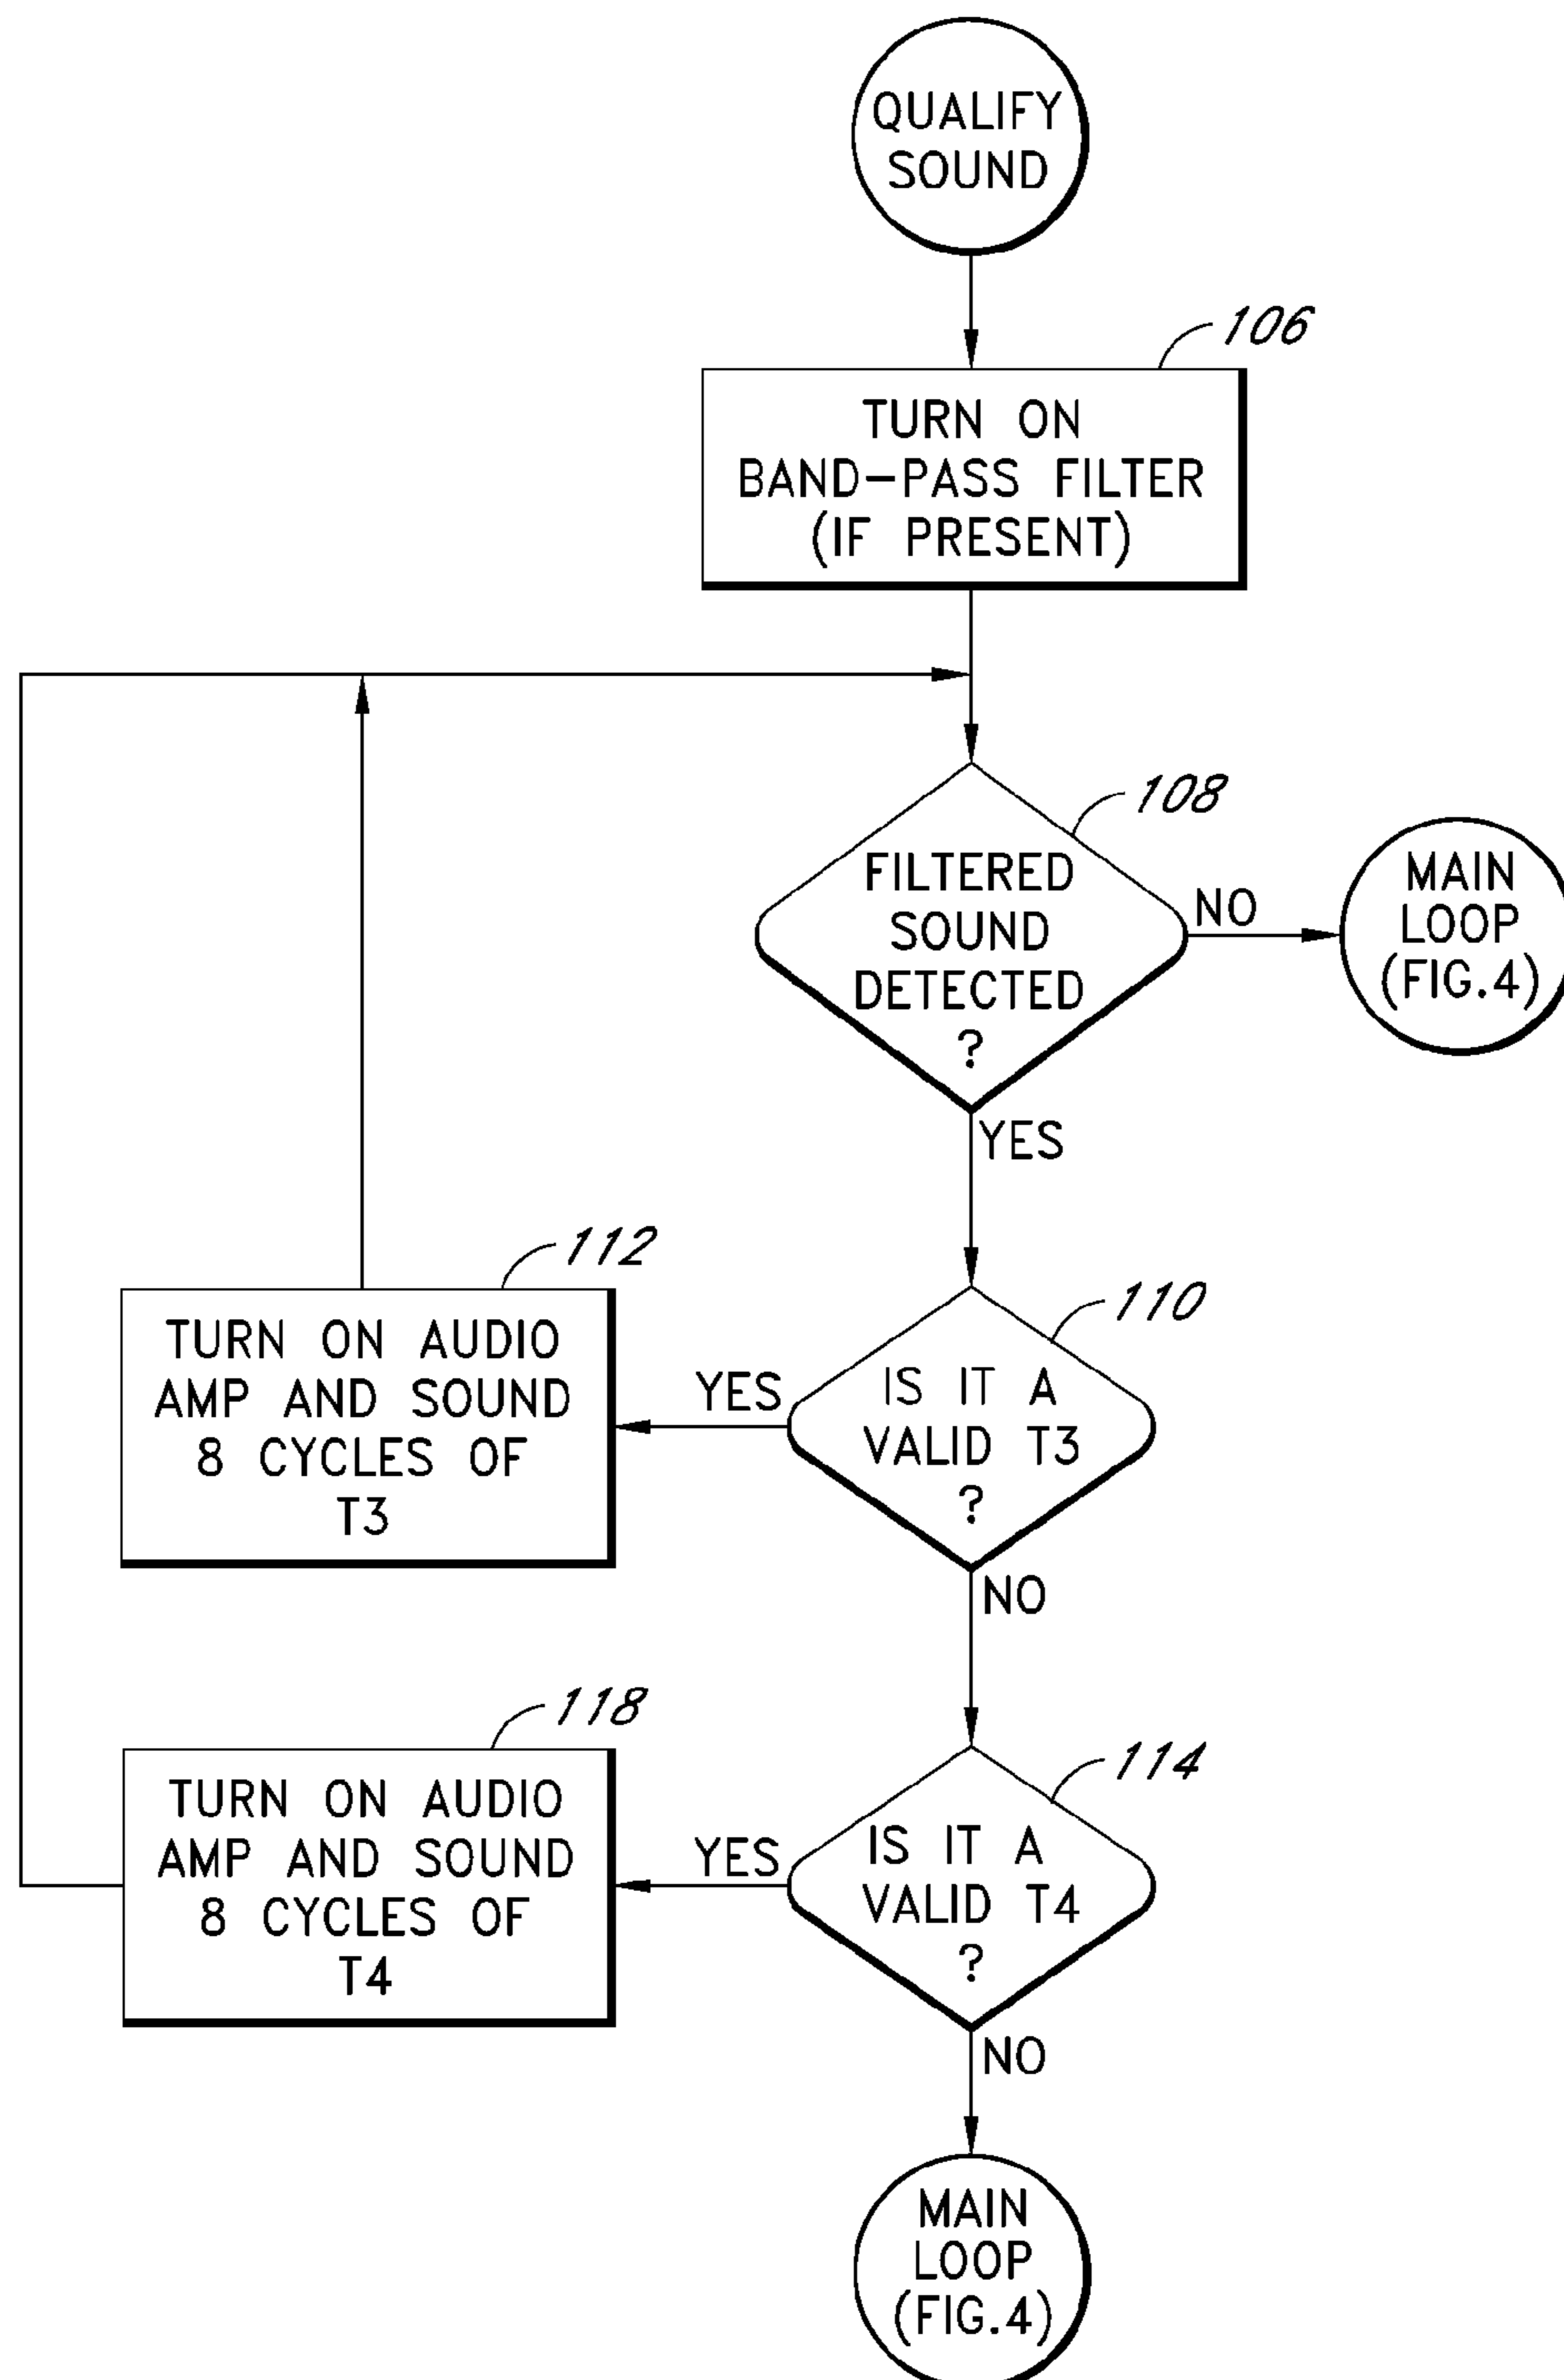 QUALIFY
SOUND
106
TURN ON
BAND-PASS FILTER
(IF PRESENT)
108
FILTERED
SOUND
DETECTED
?
NO
MAIN
LOOP
(FIG.4)
YES
112
TURN ON AUDIO
AMP AND SOUND
8 CYCLES OF
T3
YES
110
IS IT A
VALID T3
?
NO
118
TURN ON AUDIO
AMP AND SOUND
8 CYCLES OF
T4
YES
114
IS IT A
VALID T4
?
NO
MAIN
LOOP
(FIG.4)